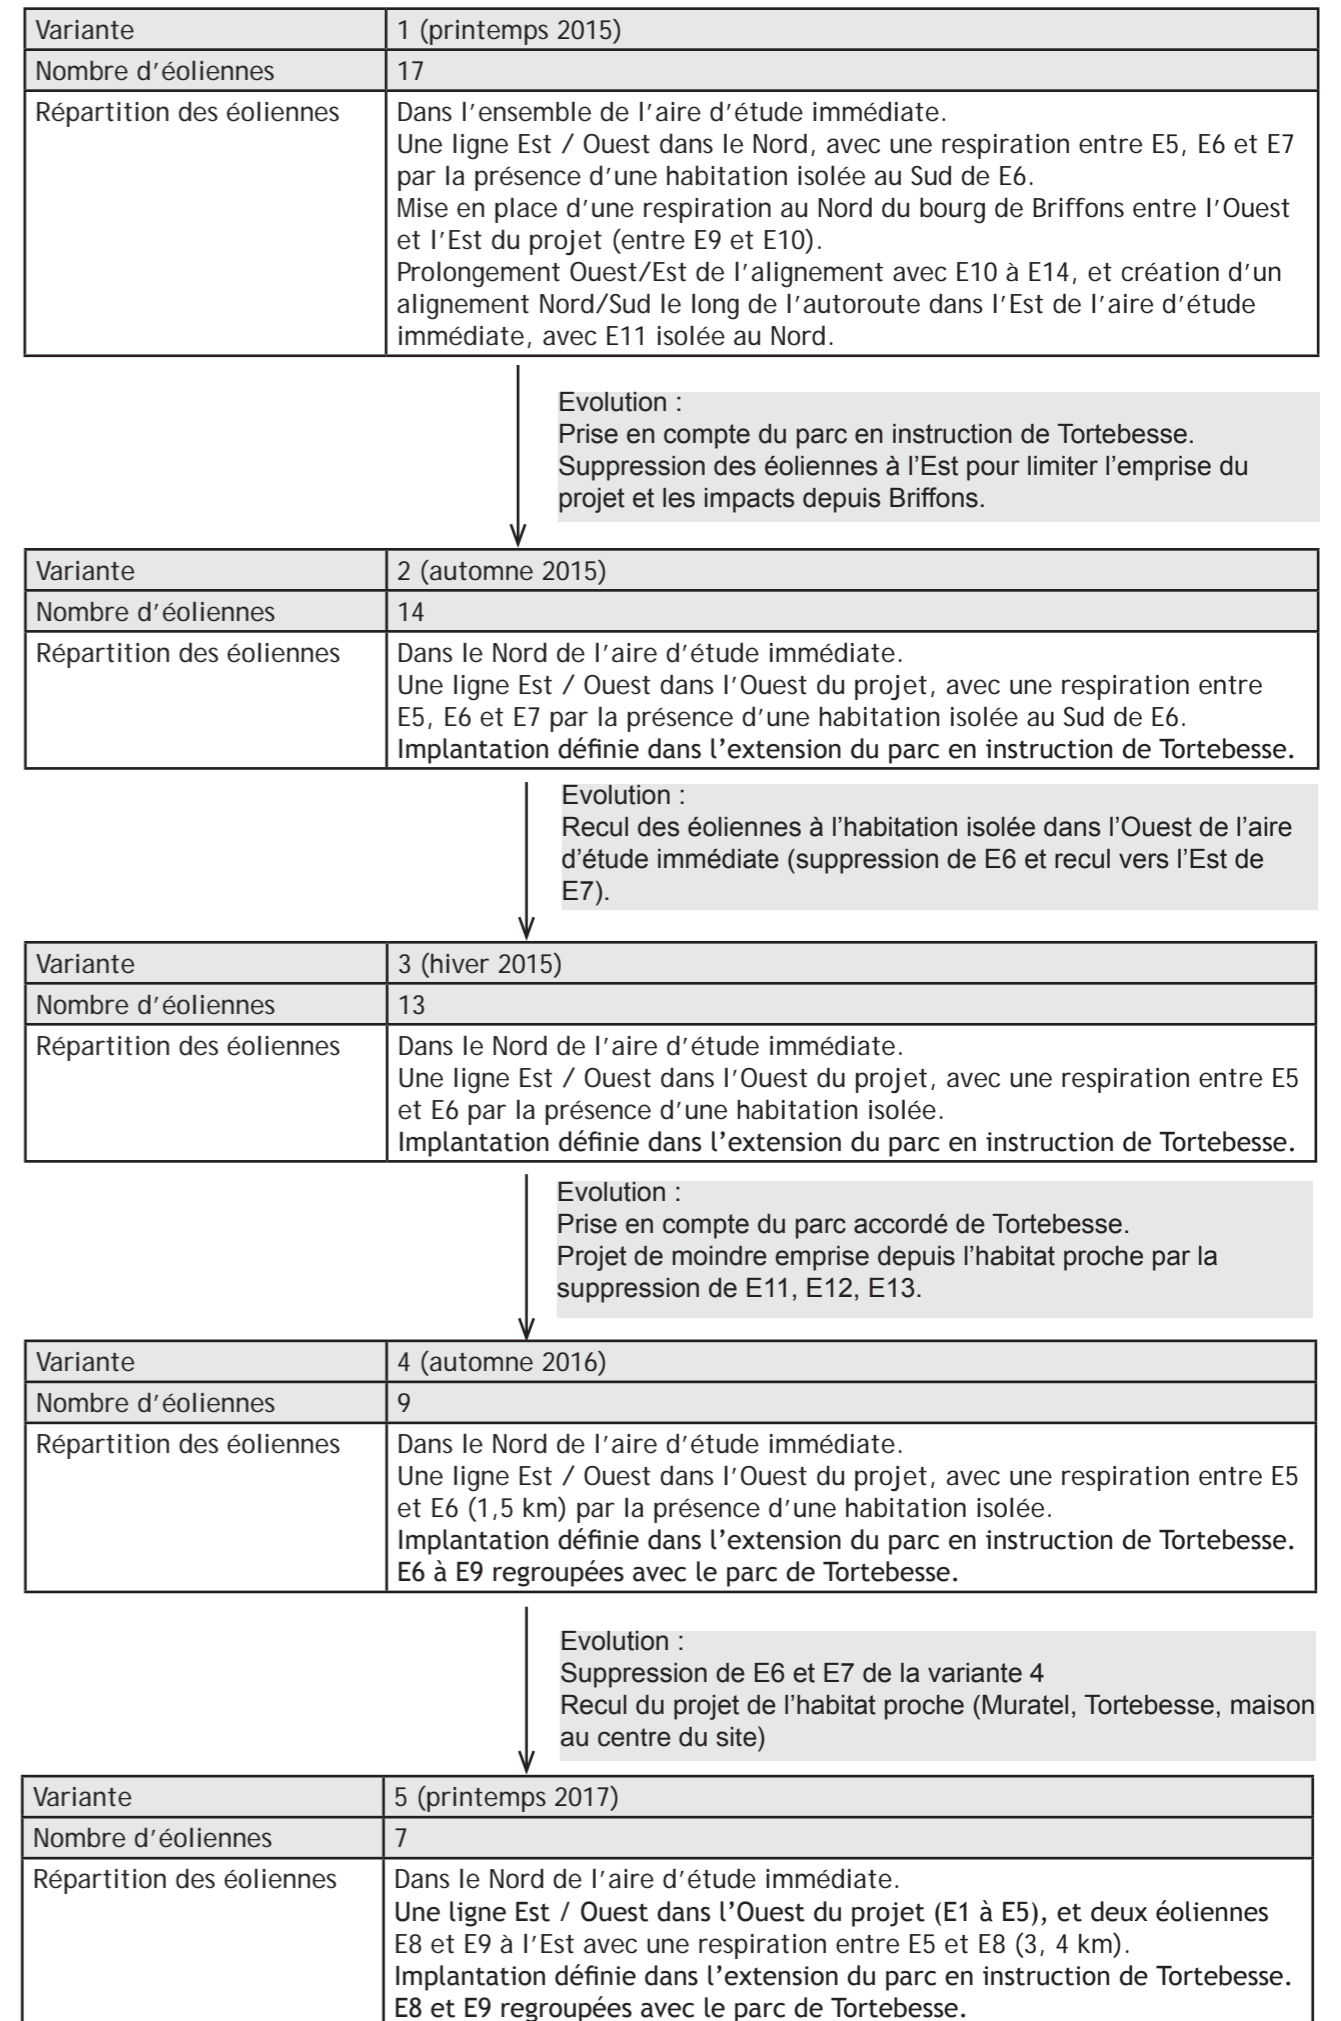 Variante 1 (printemps 2015)
Nombre d'éoliennes 17
Répartition des éoliennes Dans l'ensemble de l'aire d'étude immédiate.
Une ligne Est / Ouest dans le Nord, avec une respiration entre E5, E6 et E7
par la présence d'une habitation isolée au Sud de E6.
Mise en place d'une respiration au Nord du bourg de Briffons entre l'Ouest
et l'Est du projet (entre E9 et E10).
Prolongement Ouest/Est de l'alignement avec E10 à E14, et création d'un
alignement Nord/Sud le long de l'autoroute dans l'Est de l'aire d'étude
immédiate, avec E11 isolée au Nord.
Evolution :
Prise en compte du parc en instruction de Tortebesse.
Suppression des éoliennes à l'Est pour limiter l'emprise du
projet et les impacts depuis Briffons.
Variante 2 (automne 2015)
Nombre d'éoliennes 14
Répartition des éoliennes Dans le Nord de l'aire d'étude immédiate.
Une ligne Est / Ouest dans l'Ouest du projet, avec une respiration entre
E5, E6 et E7 par la présence d'une habitation isolée au Sud de E6.
Implantation définie dans l'extension du parc en instruction de Tortebesse.
Evolution :
Recul des éoliennes à l'habitation isolée dans l'Ouest de l'aire
d'étude immédiate (suppression de E6 et recul vers l'Est de
E7).
Variante 3 (hiver 2015)
Nombre d'éoliennes 13
Répartition des éoliennes Dans le Nord de l'aire d'étude immédiate.
Une ligne Est / Ouest dans l'Ouest du projet, avec une respiration entre E5
et E6 par la présence d'une habitation isolée.
Implantation définie dans l'extension du parc en instruction de Tortebesse.
Evolution :
Prise en compte du parc accordé de Tortebesse.
Projet de moindre emprise depuis l'habitat proche par la
suppression de E11, E12, E13.
Variante 4 (automne 2016)
Nombre d'éoliennes 9
Répartition des éoliennes Dans le Nord de l'aire d'étude immédiate.
Une ligne Est / Ouest dans l'Ouest du projet, avec une respiration entre E5
et E6 (1,5 km) par la présence d'une habitation isolée.
Implantation définie dans l'extension du parc en instruction de Tortebesse.
E6 à E9 regroupées avec le parc de Tortebesse.
Evolution :
Suppression de E6 et E7 de la variante 4
Recul du projet de l'habitat proche (Muratel, Tortebesse, maison
au centre du site)
Variante 5 (printemps 2017)
Nombre d'éoliennes 7
Répartition des éoliennes Dans le Nord de l'aire d'étude immédiate.
Une ligne Est / Ouest dans l'Ouest du projet (E1 à E5), et deux éoliennes
E8 et E9 à l'Est avec une respiration entre E5 et E8 (3, 4 km).
Implantation définie dans l'extension du parc en instruction de Tortebesse.
E8 et E9 regroupées avec le parc de Tortebesse.